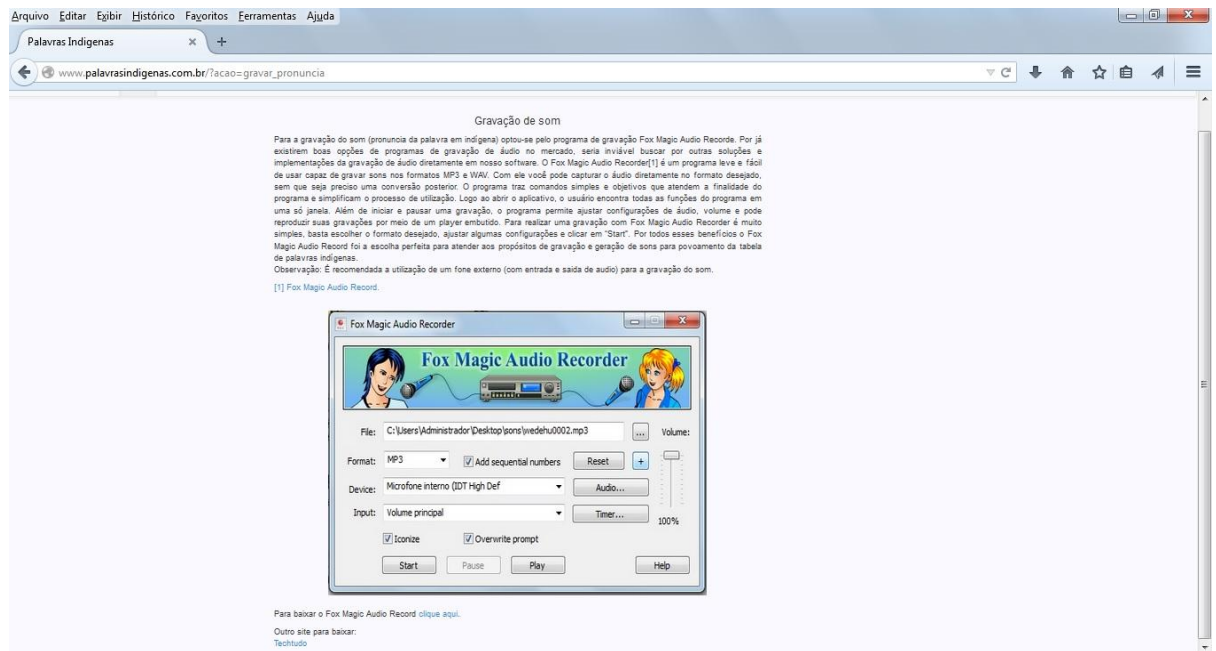 Arquivo Editar Exibir Histórico Favoritos Ferramentas Ajuda
Palavras Indigenas
www.palavrasindigenas.com.br/?acao=gravar_pronuncia
Gravação de som
Para a gravação do som (pronuncia da palavra em indígena) optou-se pelo programa de gravação Fox Magic Audio Recorde. Por já
existirem boas opções de programas de gravação de áudio no mercado, seria inviável buscar por outras soluções e
implementações da gravação de áudio diretamente em nosso software. O Fox Magic Audio Recorder[1] é um programa leve e fácil
de usar capaz de gravar sons nos formatos MP3 e WAV. Com ele você pode capturar o áudio diretamente no formato desejado,
sem que seja preciso uma conversão posterior. O programa traz comandos simples e objetivos que atendem a finalidade do
programa e simplificam o processo de utilização. Logo ao abrir o aplicativo, o usuário encontra todas as funções do programa em
uma só janela. Além de iniciar e pausar uma gravação, o programa permite ajustar configurações de áudio, volume e pode
reproduzir suas gravações por meio de um player embutido. Para realizar uma gravação com Fox Magic Audio Recorder é muito
simples, basta escolher o formato desejado, ajustar algumas configurações e clicar em "Start". Por todos esses benefícios o Fox
Magic Audio Record foi a escolha perfeita para atender aos propósitos de gravação e geração de sons para povoamento da tabela
de palavras indígenas.
Observação: É recomendada a utilização de um fone externo (com entrada e saida de audio) para a gravação do som.
[1] Fox Magic Audio Record.
Fox Magic Audio Recorder
Fox Magic Audio Recorder
File: C:\Users\Administrador\Desktop\sons\wedehu0002.mp3 ... Volume:
Format: MP3 Add sequential numbers Reset +
Device: Microfone interno (IDT High Def Audio...
Input: Volume principal Timer... 100%
Iconize Overwrite prompt
Start Pause Play Help
Para baixar o Fox Magic Audio Record clique aqui.
Outro site para baixar:
Techtudo